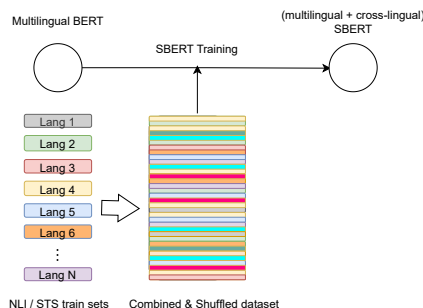 Multilingual BERT
(multilingual + cross-lingual)
SBERT
SBERT Training
Lang 1
Lang 2
Lang 3
Lang 4
Lang 5
Lang 6
⋮
Lang N
NLI / STS train sets
Combined & Shuffled dataset